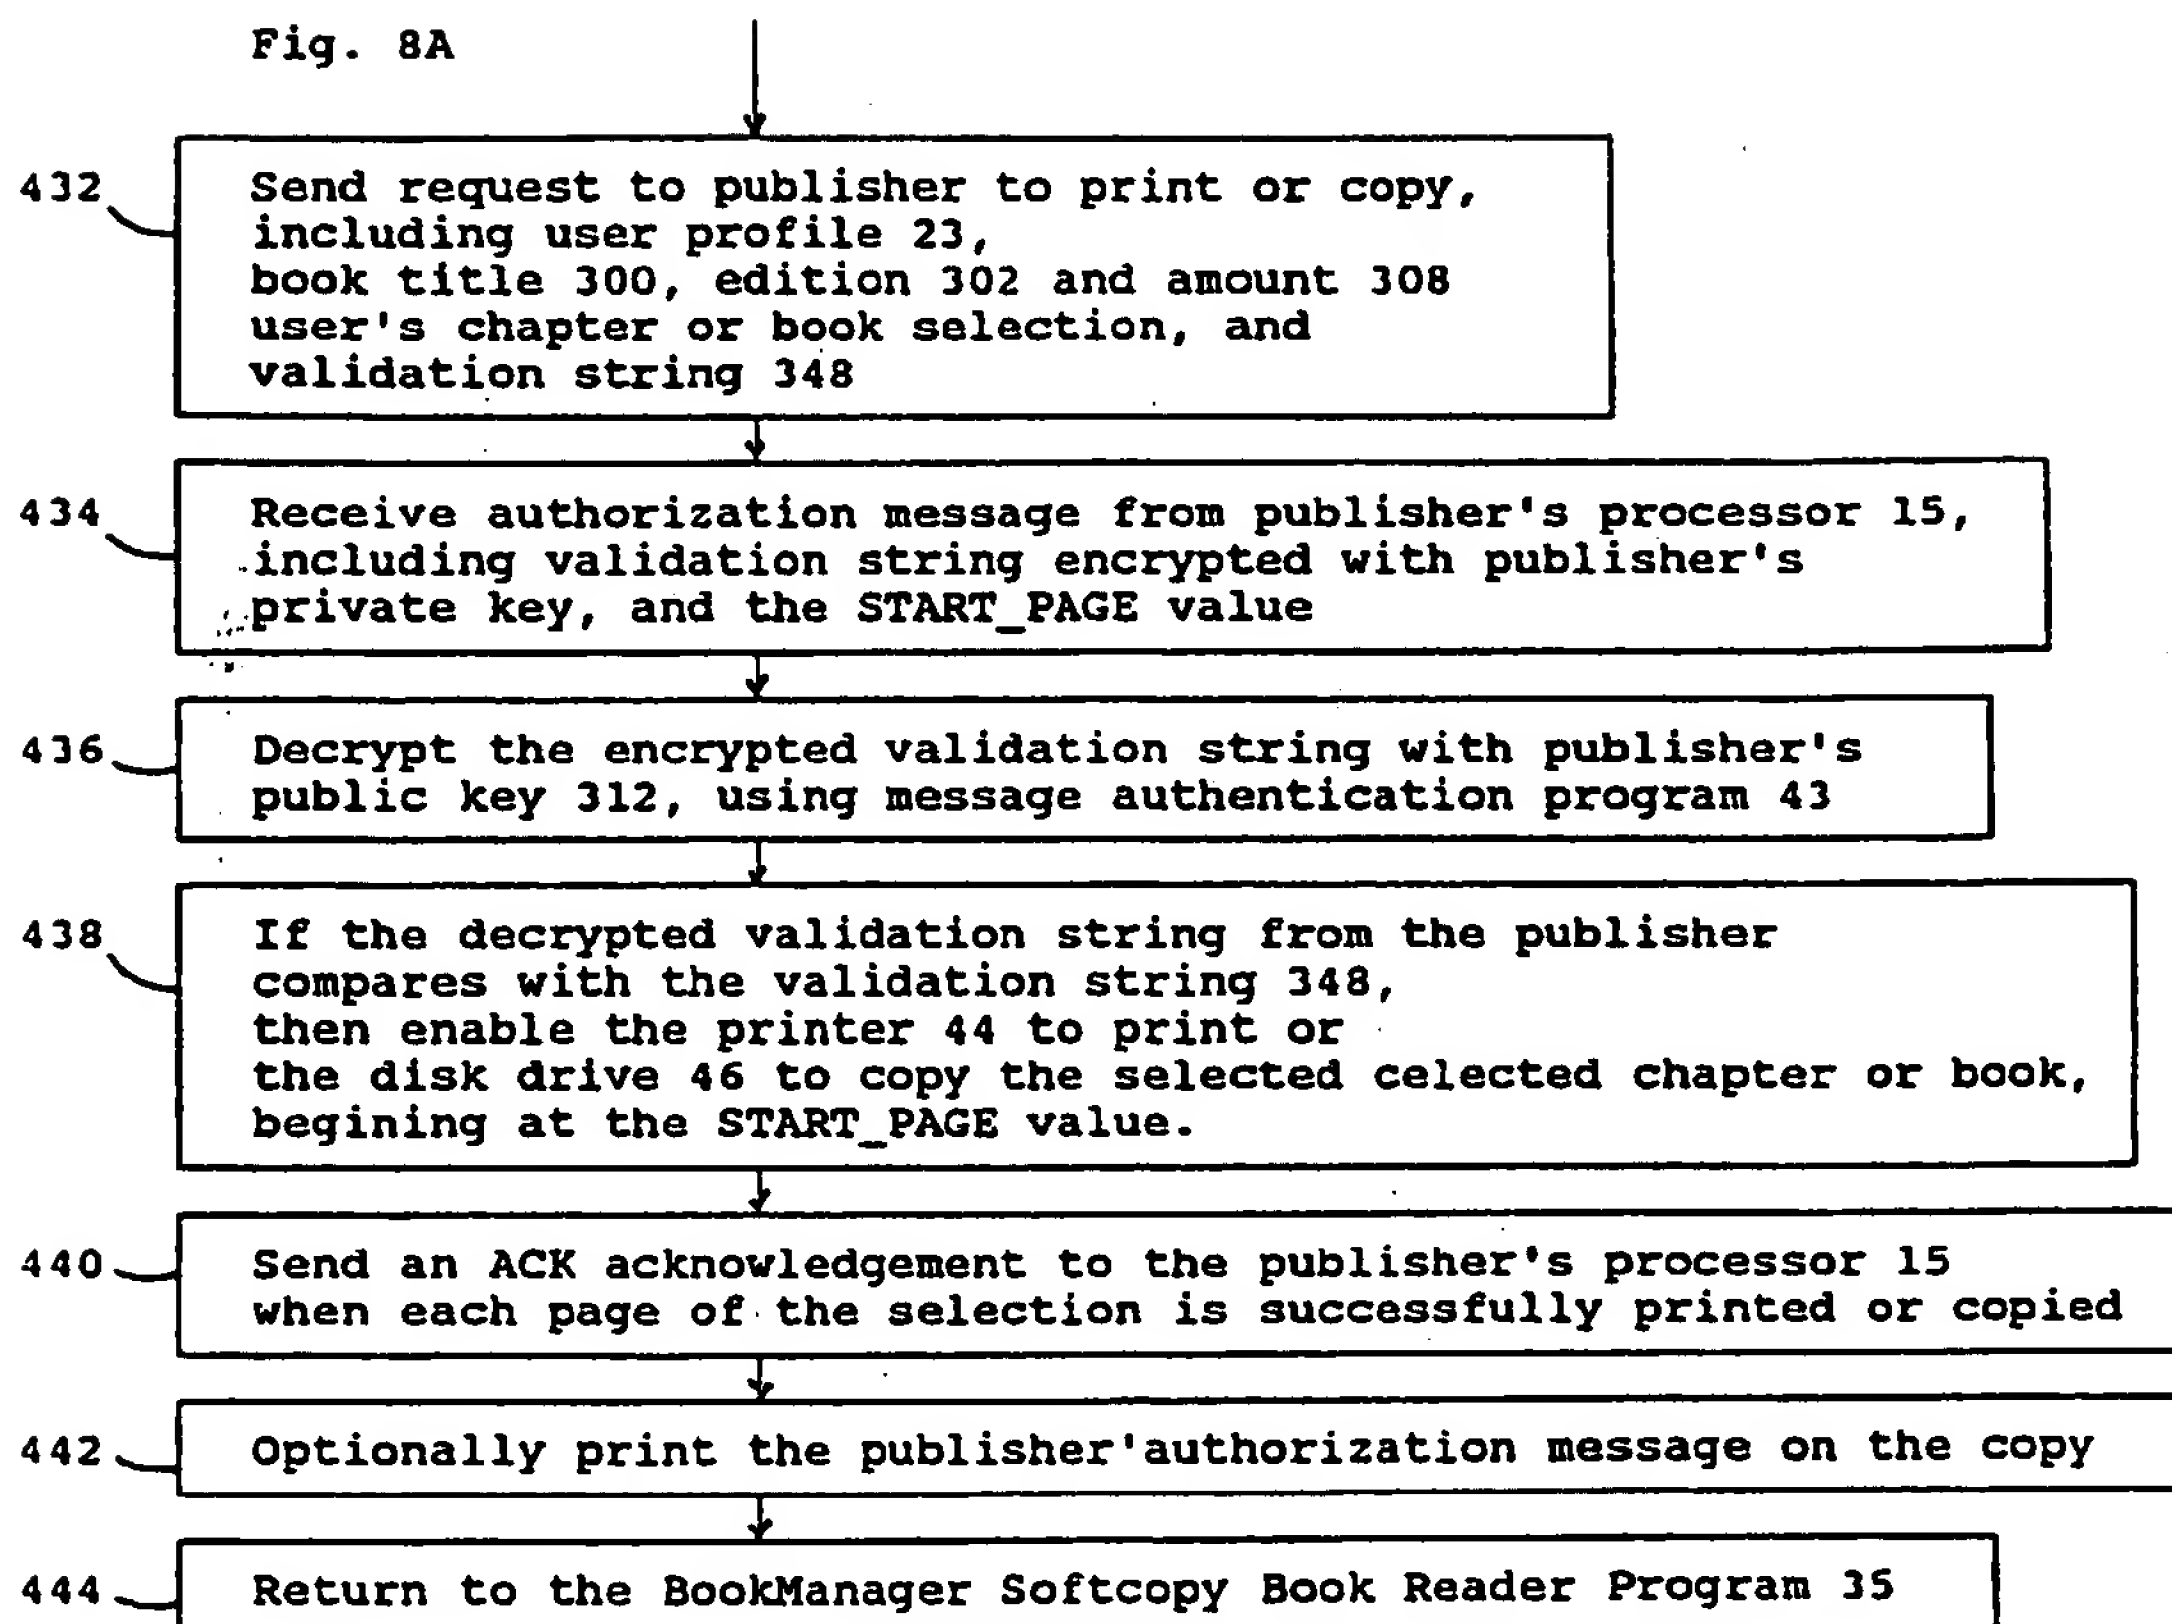 Fig. 8A
432
Send request to publisher to print or copy,
including user profile 23,
book title 300, edition 302 and amount 308
user's chapter or book selection, and
validation string 348
434
Receive authorization message from publisher's processor 15,
including validation string encrypted with publisher's
private key, and the START_PAGE value
436
Decrypt the encrypted validation string with publisher's
public key 312, using message authentication program 43
438
If the decrypted validation string from the publisher
compares with the validation string 348,
then enable the printer 44 to print or
the disk drive 46 to copy the selected celected chapter or book,
begining at the START_PAGE value.
440
Send an ACK acknowledgement to the publisher's processor 15
when each page of the selection is successfully printed or copied
442
Optionally print the publisher'authorization message on the copy
444
Return to the BookManager Softcopy Book Reader Program 35